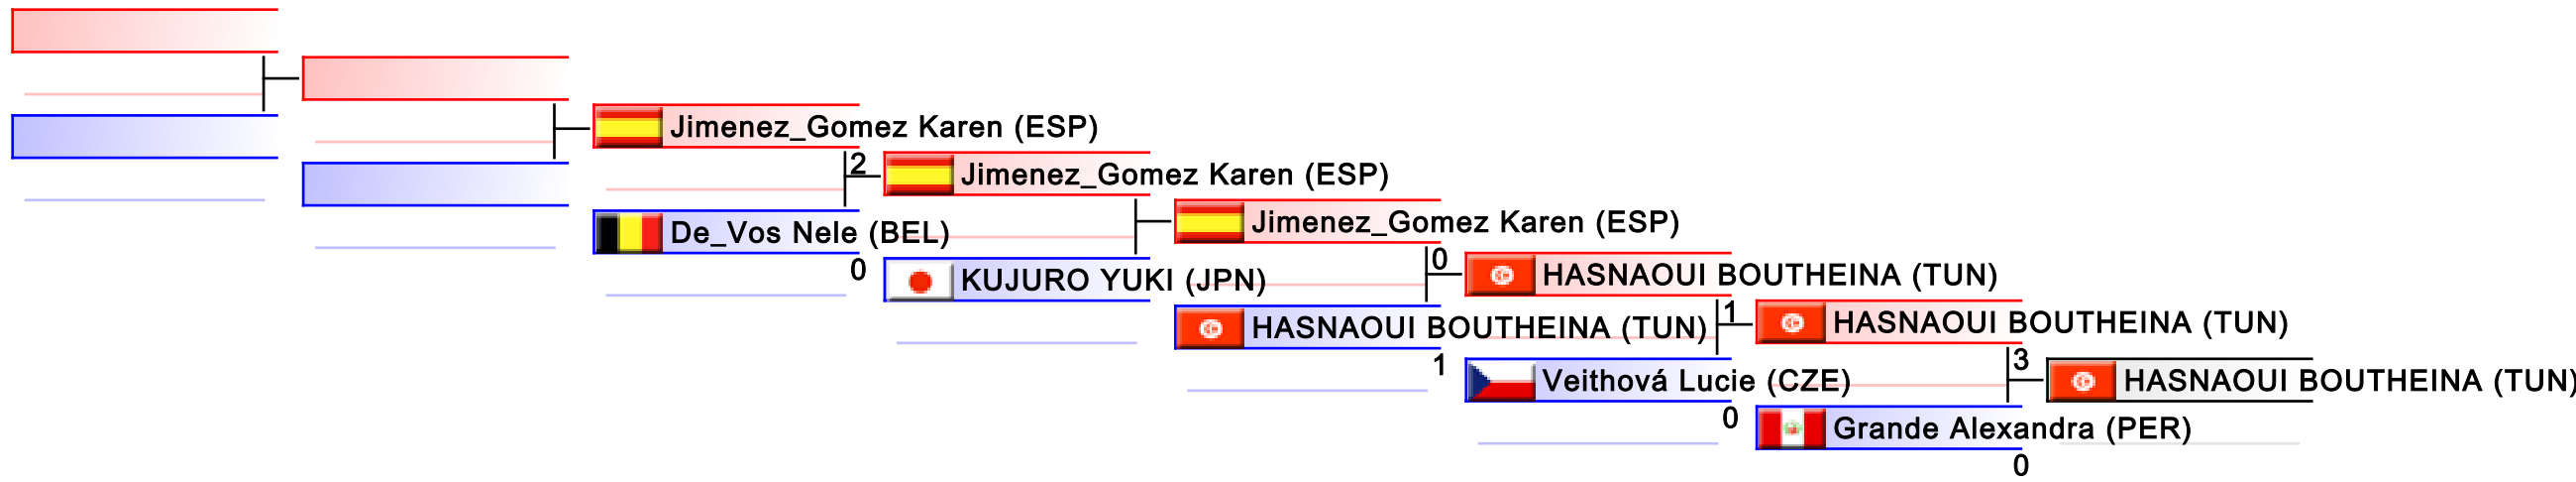 Jimenez_Gomez Karen (ESP)
2
De_Vos Nele (BEL)
0
Jimenez_Gomez Karen (ESP)
KUJURO YUKI (JPN)
Jimenez_Gomez Karen (ESP)
0
HASNAOUI BOUTHEINA (TUN)
1
HASNAOUI BOUTHEINA (TUN)
1
Veithová Lucie (CZE)
0
HASNAOUI BOUTHEINA (TUN)
3
Grande Alexandra (PER)
0
HASNAOUI BOUTHEINA (TUN)